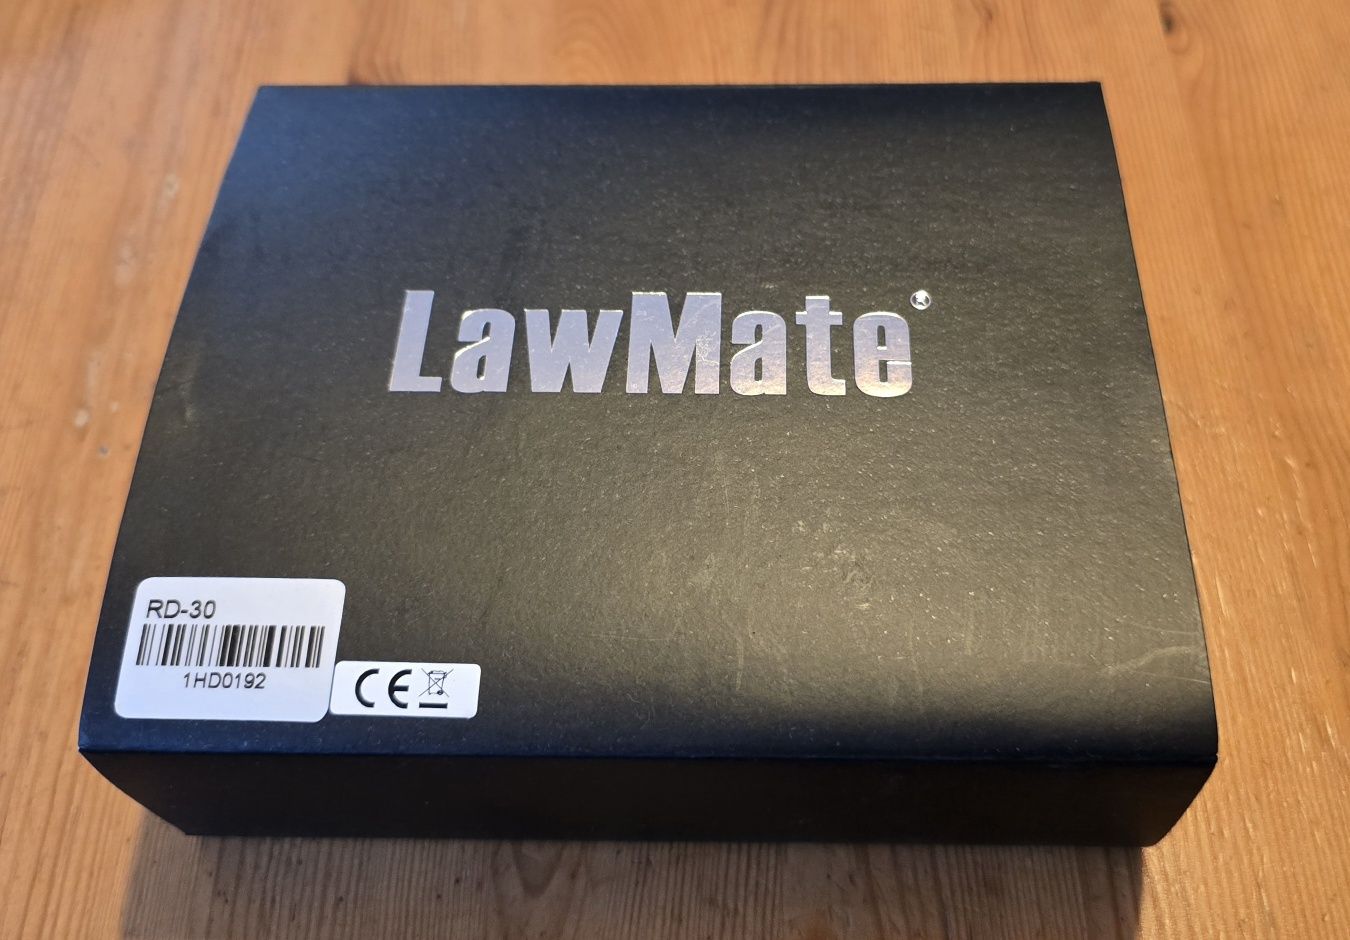 LawMate®
RD-30
1HD0192
CE